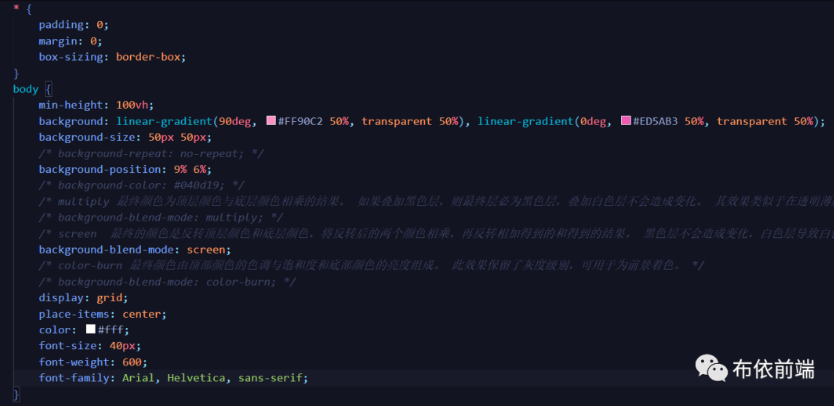 * {
padding: 0;
margin: 0;
box-sizing: border-box;
}
body {
min-height: 100vh;
background: linear-gradient(90deg, #FF90C2 50%, transparent 50%), linear-gradient(0deg, #ED5AB3 50%, transparent 50%);
background-size: 50px 50px;
/* background-repeat: no-repeat; */
background-position: 9% 6%;
/* background-color: #040d19; */
/* multiply 最终颜色为顶层颜色与底层颜色相乘的结果。 如果叠加黑色层，则最终层必为黑色层，叠加白色层不会造成变化。 其效果类似于在透明薄
/* background-blend-mode: multiply; */
/* screen 最终的颜色是反转顶层颜色和底层颜色，将反转后的两个颜色相乘，再反转相加得到的和得到的结果。 黑色层不会造成变化，白色层导致白
background-blend-mode: screen;
/* color-burn 最终颜色由顶部颜色的色调与饱和度和底部颜色的亮度组成。 此效果保留了灰度级别，可用于为前景着色。 */
/* background-blend-mode: color-burn; */
display: grid;
place-items: center;
color: #fff;
font-size: 40px;
font-weight: 600;
font-family: Arial, Helvetica, sans-serif;
}
布依前端